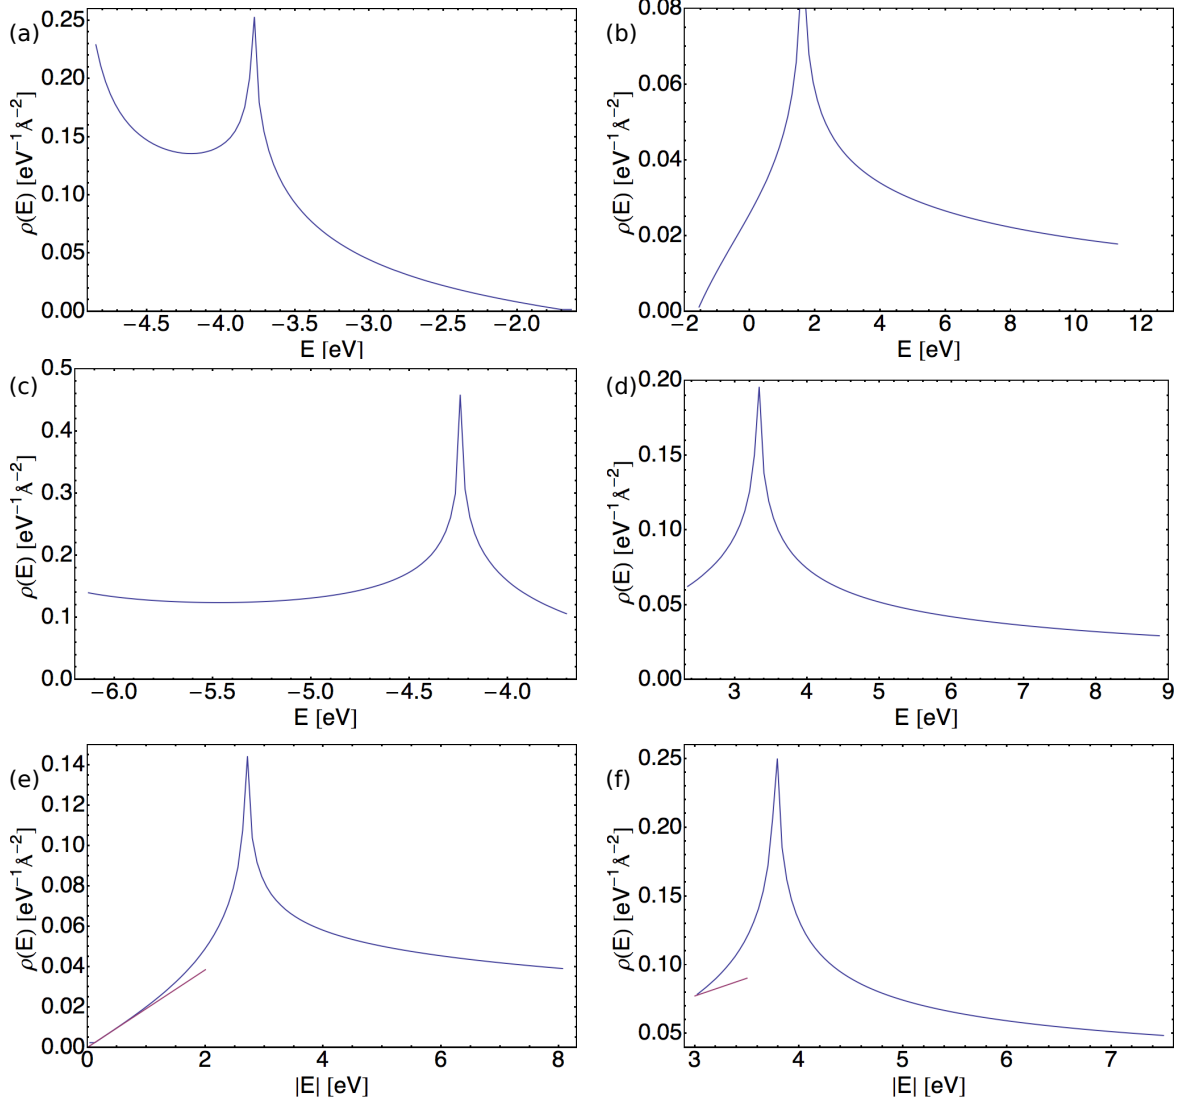 (a)
ρ(E) [eV⁻¹Å⁻²]
0.25
0.20
0.15
0.10
0.05
0.00
−4.5 −4.0 −3.5 −3.0 −2.5 −2.0
E [eV]
(b)
ρ(E) [eV⁻¹Å⁻²]
0.08
0.06
0.04
0.02
0.00
−2 0 2 4 6 8 10 12
E [eV]
(c)
ρ(E) [eV⁻¹Å⁻²]
0.5
0.4
0.3
0.2
0.1
0.0
−6.0 −5.5 −5.0 −4.5 −4.0
E [eV]
(d)
ρ(E) [eV⁻¹Å⁻²]
0.20
0.15
0.10
0.05
0.00
3 4 5 6 7 8 9
E [eV]
(e)
ρ(E) [eV⁻¹Å⁻²]
0.14
0.12
0.10
0.08
0.06
0.04
0.02
0.00
0 2 4 6 8
|E| [eV]
(f)
ρ(E) [eV⁻¹Å⁻²]
0.25
0.20
0.15
0.10
0.05
3 4 5 6 7
|E| [eV]